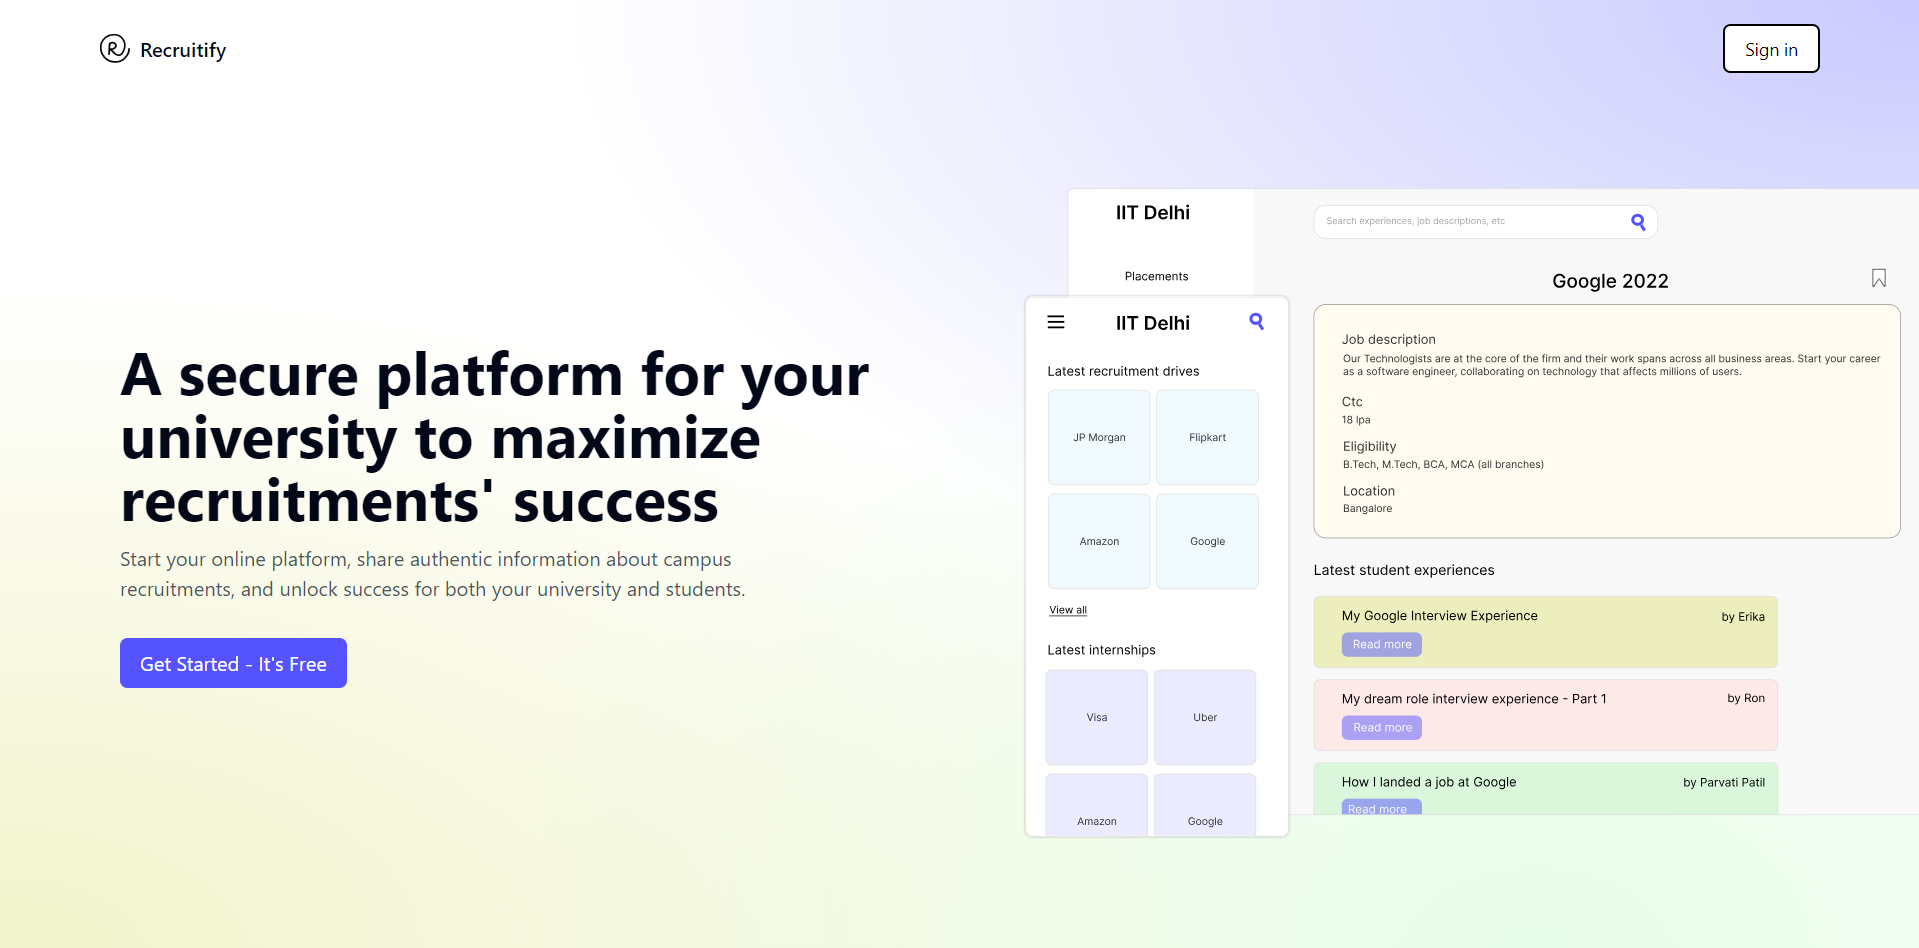 Recruitify
Sign in
A secure platform for your
university to maximize
recruitments' success
Start your online platform, share authentic information about campus
recruitments, and unlock success for both your university and students.
Get Started - It's Free
IIT Delhi
Placements
Search experiences, job descriptions, etc
Google 2022
Job description
Our Technologists are at the core of the firm and their work spans across all business areas. Start your career
as a software engineer, collaborating on technology that affects millions of users.
Ctc
18 lpa
Eligibility
B.Tech, M.Tech, BCA, MCA (all branches)
Location
Bangalore
Latest student experiences
My Google Interview Experience
by Erika
Read more
My dream role interview experience - Part 1
by Ron
Read more
How I landed a job at Google
by Parvati Patil
Read more
IIT Delhi
Latest recruitment drives
JP Morgan
Flipkart
Amazon
Google
View all
Latest internships
Visa
Uber
Amazon
Google